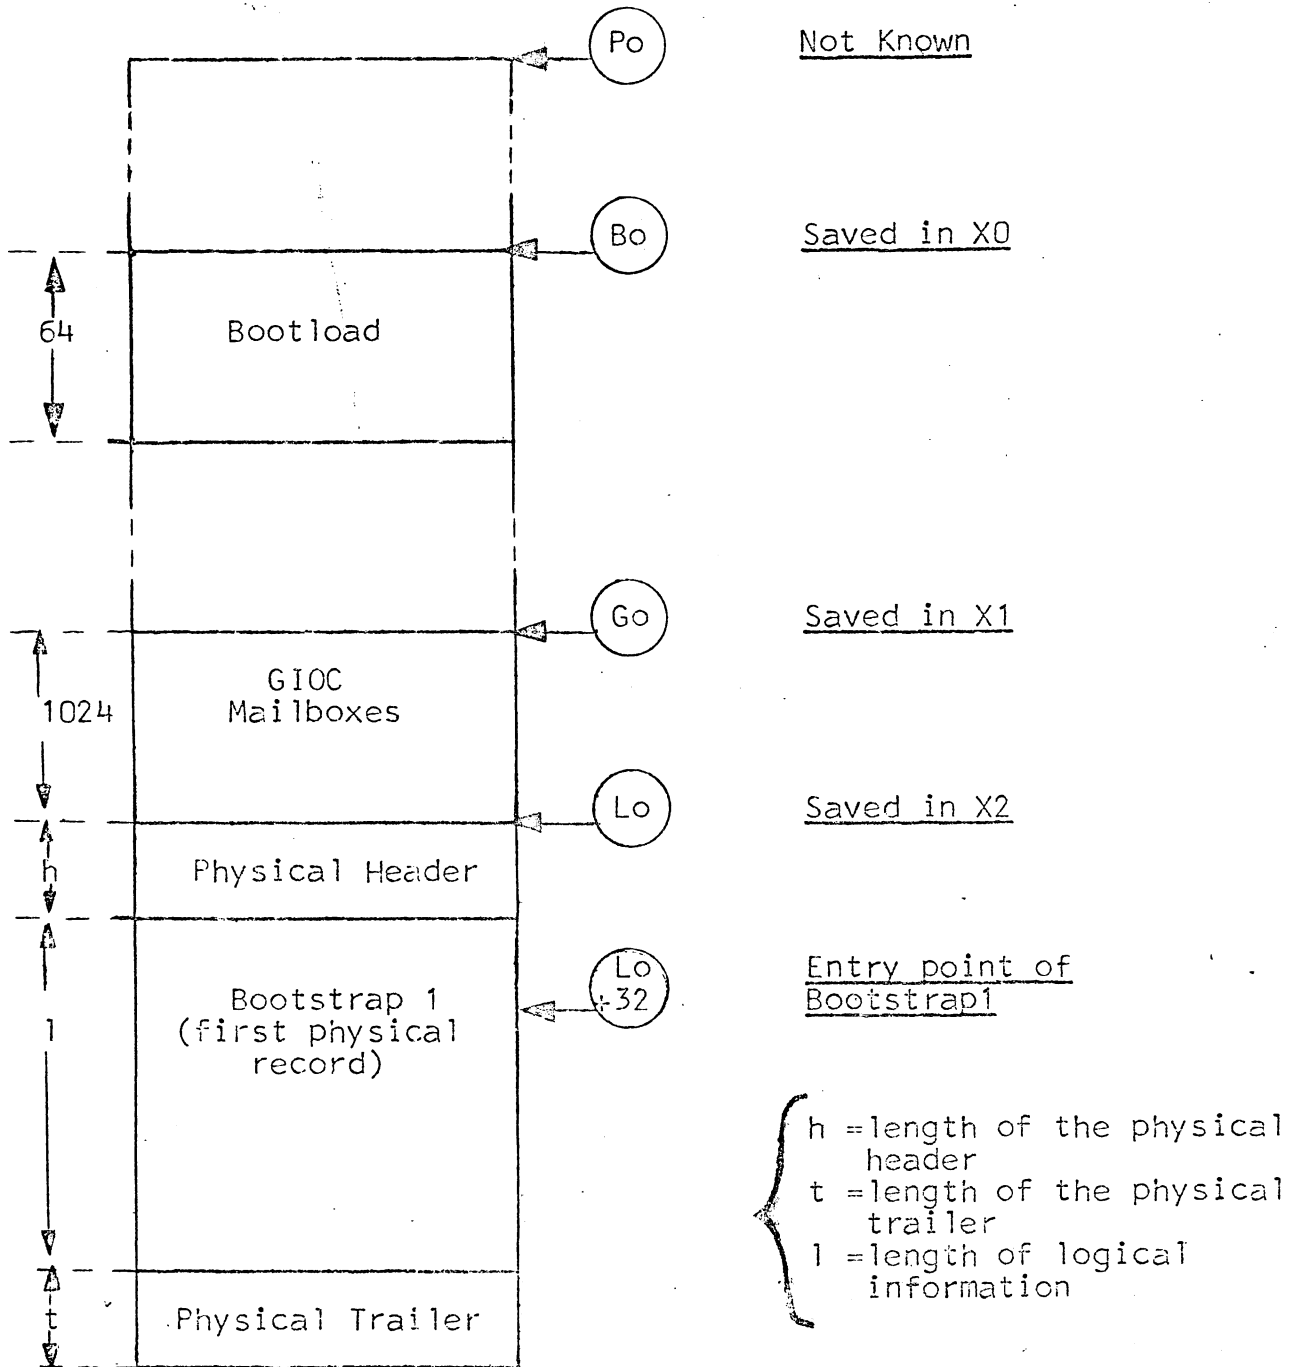 Po
Not Known
Bo
Saved in X0
64
Bootload
Go
Saved in X1
GIOC
1024
Mailboxes
Lo
Saved in X2
h
Physical Header
Lo
+32
Entry point of
Bootstrap1
l
Bootstrap 1
(first physical
record)
h =length of the physical
header
t =length of the physical
trailer
l =length of logical
information
t
Physical Trailer